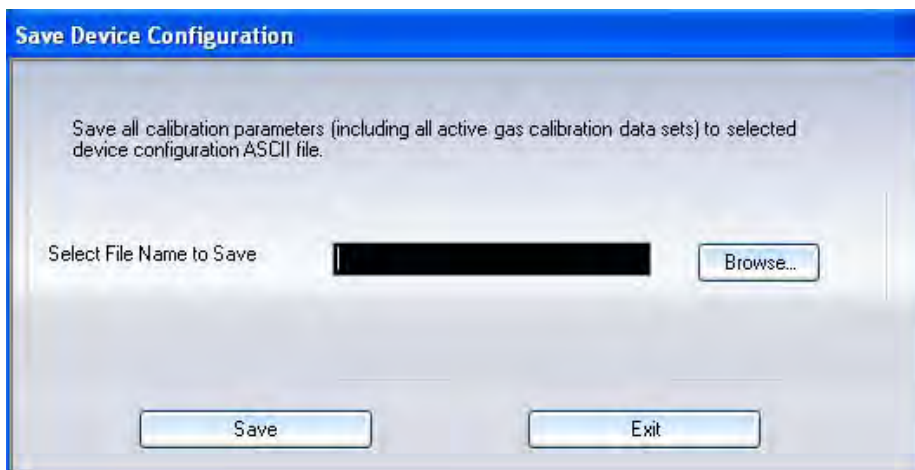 Save Device Configuration
Save all calibration parameters (including all active gas calibration data sets) to selected
device configuration ASCII file.
Select File Name to Save
Browse...
Save
Exit